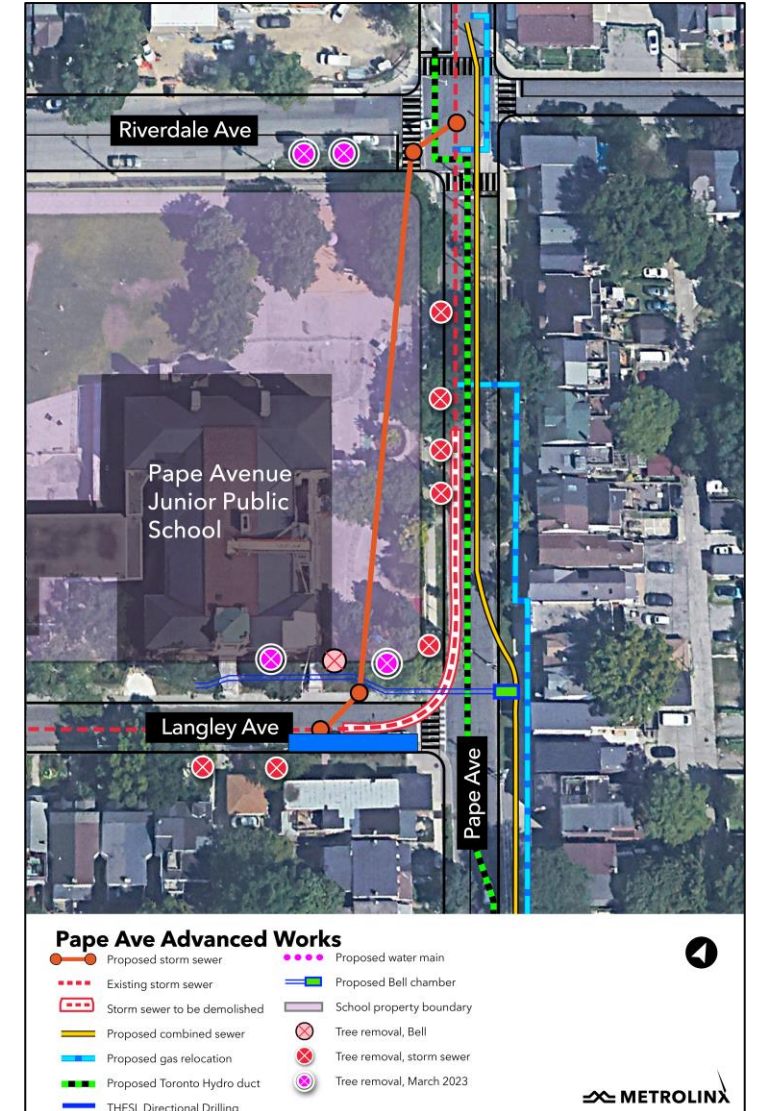 Riverdale Ave
Pape Avenue
Junior Public
School
Langley Ave
Pape Ave
Pape Ave Advanced Works
Proposed storm sewer
Existing storm sewer
Storm sewer to be demolished
Proposed combined sewer
Proposed gas relocation
Proposed Toronto Hydro duct
THESL Directional Drilling
Proposed water main
Proposed Bell chamber
School property boundary
Tree removal, Bell
Tree removal, storm sewer
Tree removal, March 2023
METROLINX